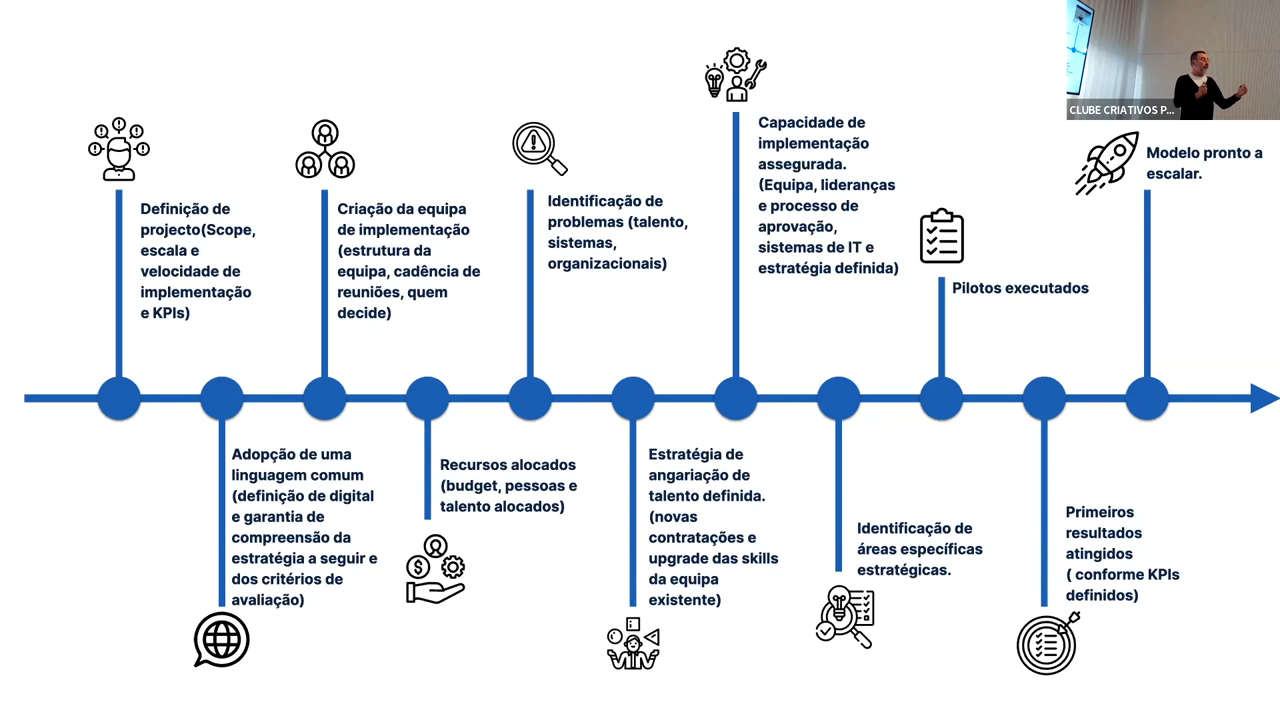 CLUBE CRIATIVOS P...
Definição de
projecto(Scope,
escala e
velocidade de
implementação
e KPIs)
Adopção de uma
linguagem comum
(definição de digital
e garantia de
compreensão da
estratégia a seguir e
dos critérios de
avaliação)
Criação da equipa
de implementação
(estrutura da
equipa, cadência de
reuniões, quem
decide)
Recursos alocados
(budget, pessoas e
talento alocados)
Identificação de
problemas (talento,
sistemas,
organizacionais)
Estratégia de
angariação de
talento definida.
(novas
contratações e
upgrade das skills
da equipa
existente)
Capacidade de
implementação
assegurada.
(Equipa, lideranças
e processo de
aprovação,
sistemas de IT e
estratégia definida)
Identificação de
áreas específicas
estratégicas.
Pilotos executados
Primeiros
resultados
atingidos
( conforme KPIs
definidos)
Modelo pronto a
escalar.